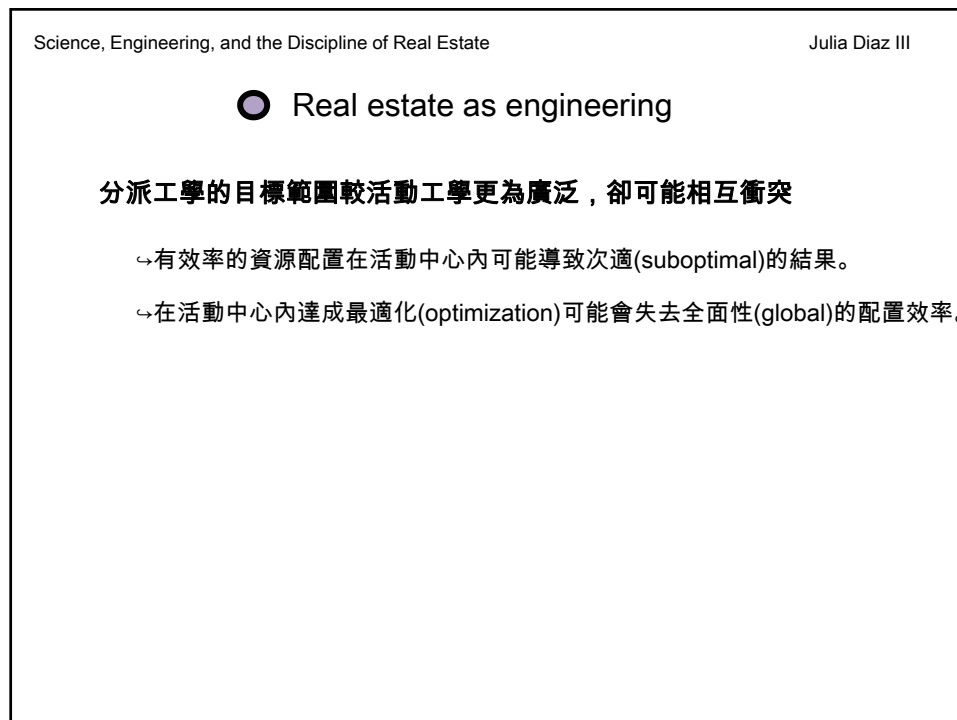 Science, Engineering, and the Discipline of Real Estate Julia Diaz III
Real estate as engineering
分派工學的目標範圍較活動工學更為廣泛，卻可能相互衝突
↪有效率的資源配置在活動中心內可能導致次適(suboptimal)的結果。
↪在活動中心內達成最適化(optimization)可能會失去全面性(global)的配置效率。